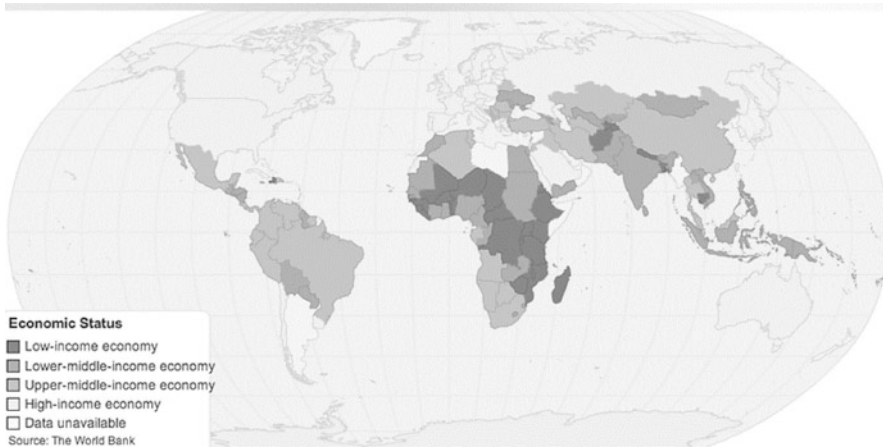 Economic Status
Low-income economy
Lower-middle-income economy
Upper-middle-income economy
High-income economy
Data unavailable
Source: The World Bank